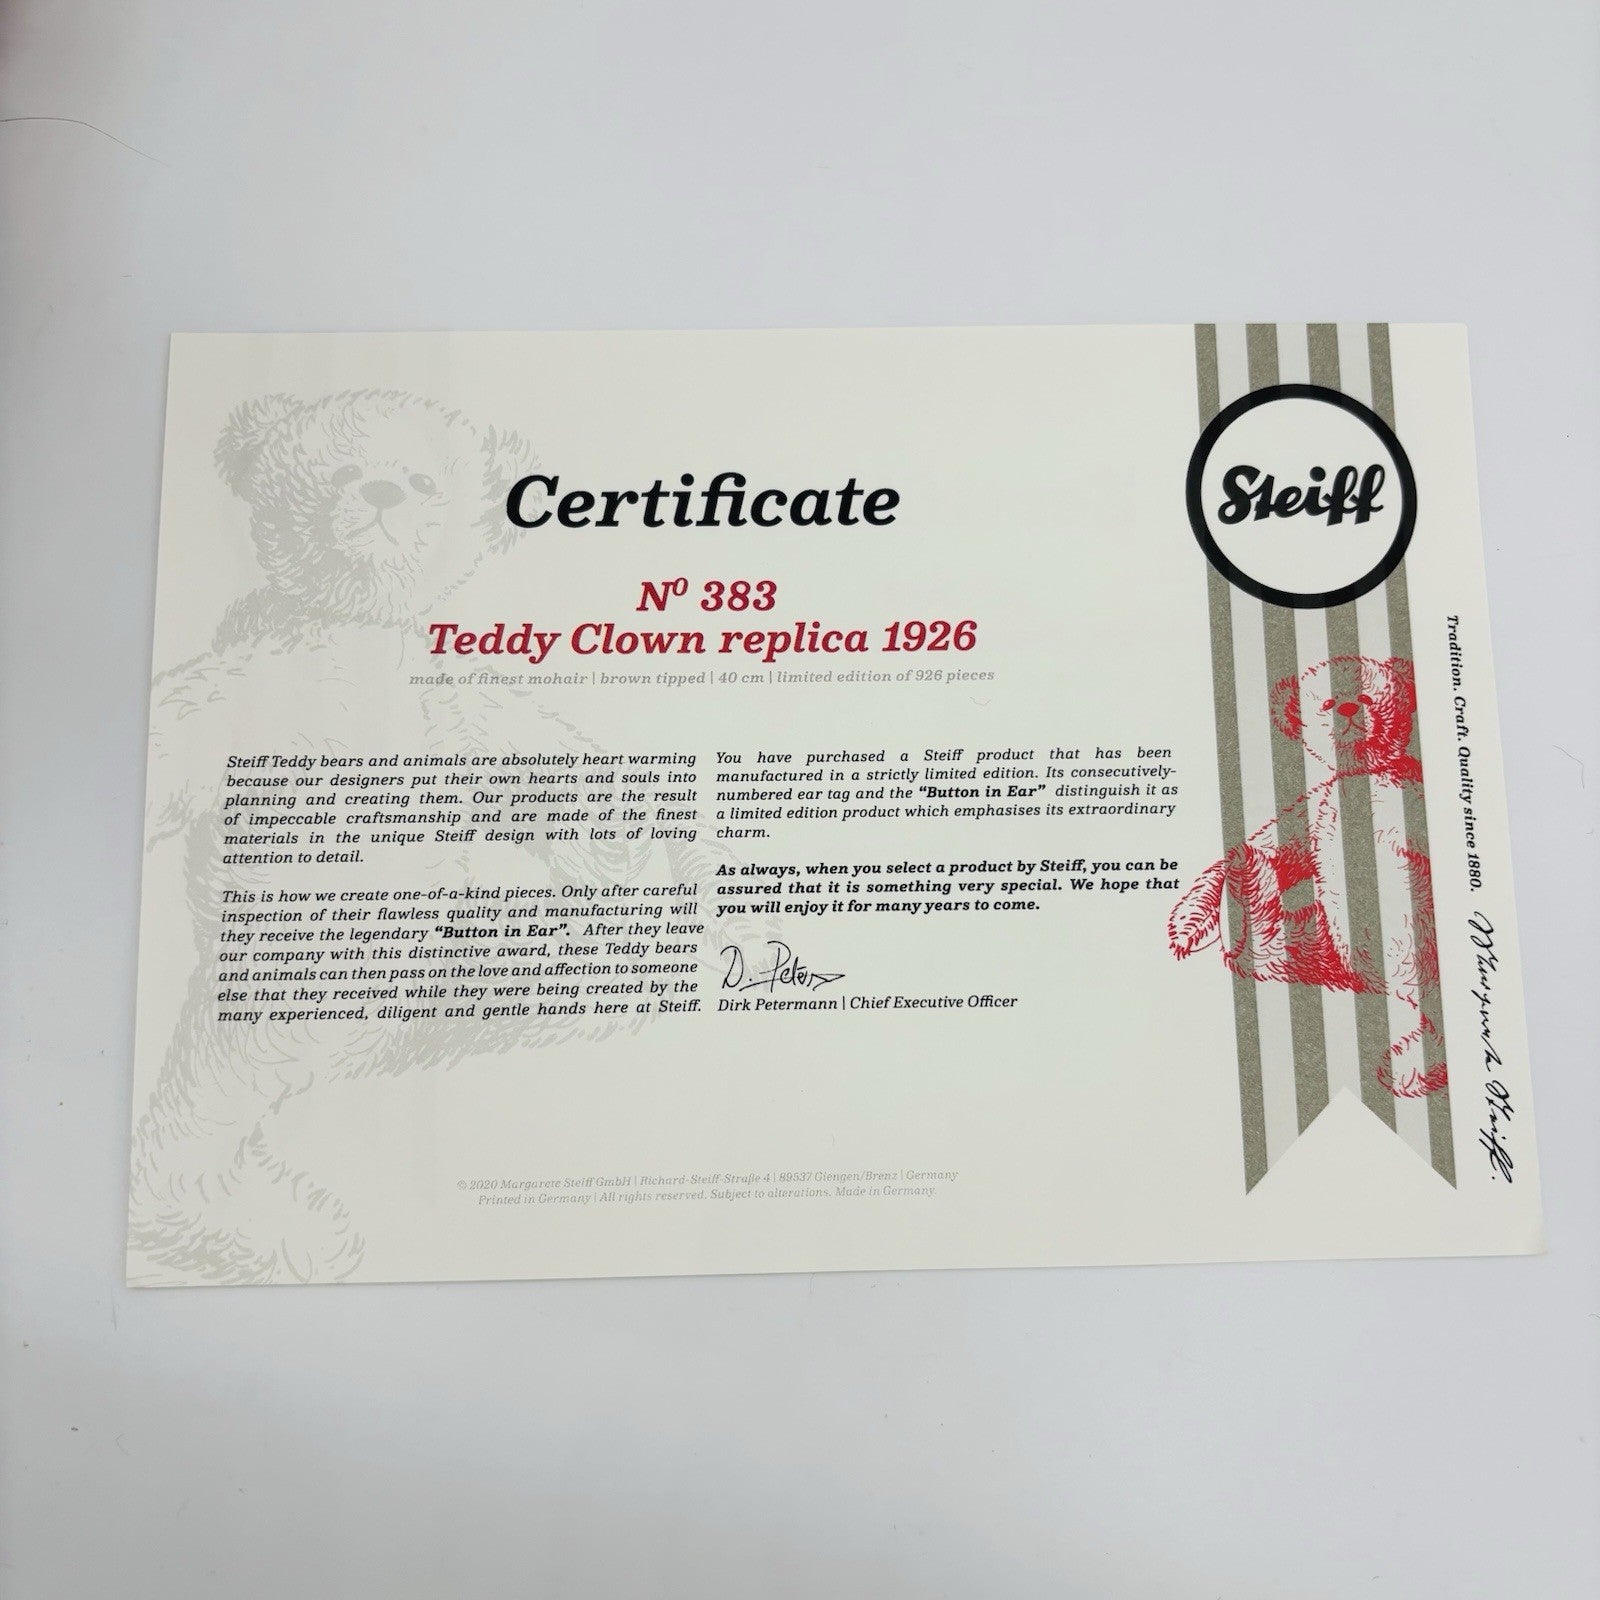 Certificate
Nº 383
Teddy Clown replica 1926
made of finest mohair | brown tipped | 40 cm | limited edition of 926 pieces
Steiff Teddy bears and animals are absolutely heart warming
because our designers put their own hearts and souls into
planning and creating them. Our products are the result
of impeccable craftsmanship and are made of the finest
materials in the unique Steiff design with lots of loving
attention to detail.
This is how we create one-of-a-kind pieces. Only after careful
inspection of their flawless quality and manufacturing will
they receive the legendary “Button in Ear”. After they leave
our company with this distinctive award, these Teddy bears
and animals can then pass on the love and affection to someone
else that they received while they were being created by the
many experienced, diligent and gentle hands here at Steiff.
You have purchased a Steiff product that has been
manufactured in a strictly limited edition. Its consecutively-
numbered ear tag and the “Button in Ear” distinguish it as
a limited edition product which emphasises its extraordinary
charm.
As always, when you select a product by Steiff, you can be
assured that it is something very special. We hope that
you will enjoy it for many years to come.
D. Peterm
Dirk Petermann | Chief Executive Officer
© 2020 Margarete Steiff GmbH | Richard-Steiff-Straße 4 | 89537 Giengen/Brenz | Germany
Printed in Germany | All rights reserved. Subject to alterations. Made in Germany.
Steiff
Tradition. Craft. Quality since 1880.
Margarete Steiff.